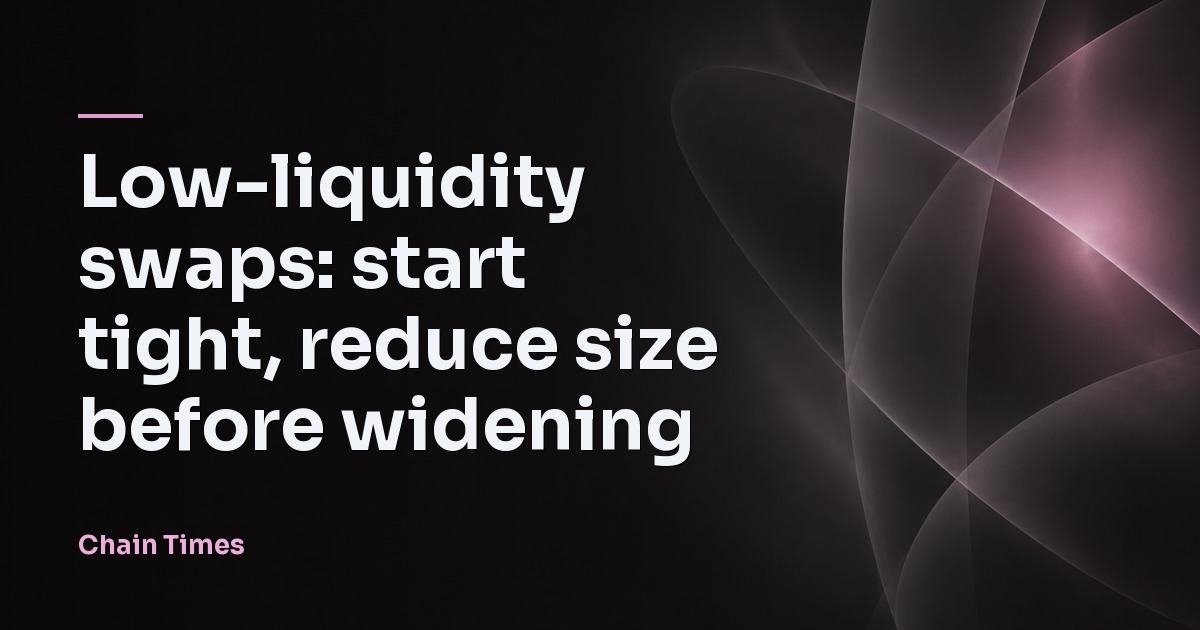 Low-liquidity
swaps: start
tight, reduce size
before widening
Chain Times